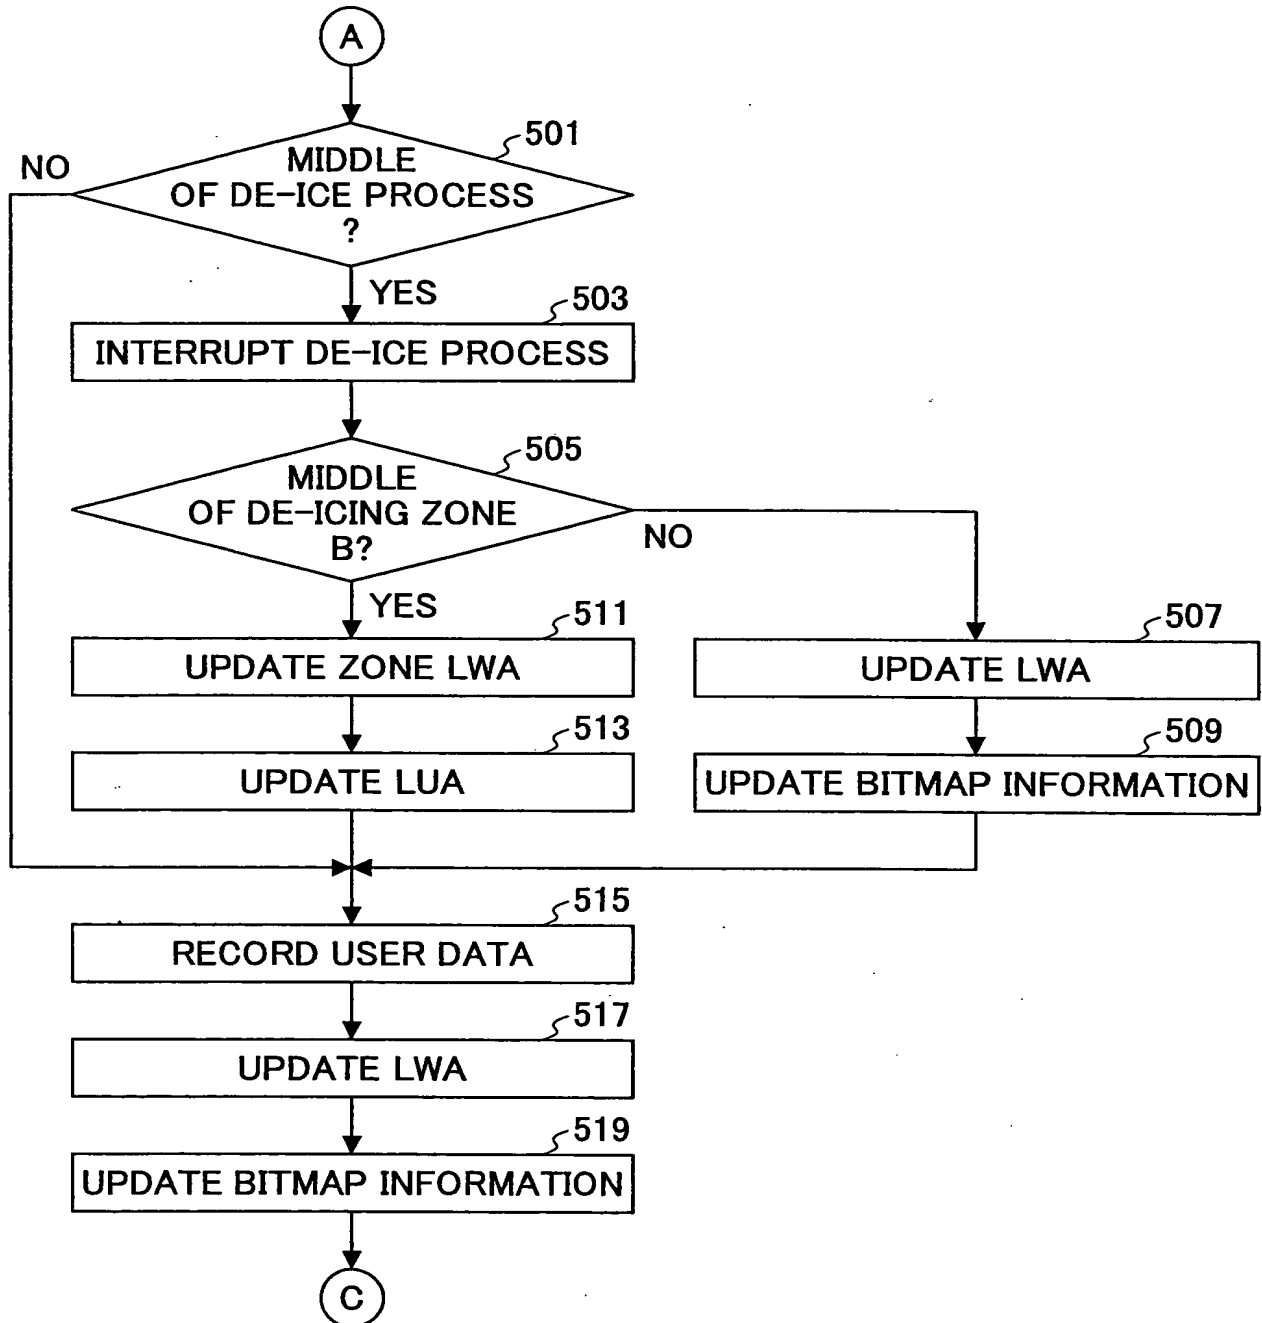 A
501
NO
MIDDLE
OF DE-ICE PROCESS
?
YES
503
INTERRUPT DE-ICE PROCESS
505
MIDDLE
OF DE-ICING ZONE
B?
NO
YES
511
UPDATE ZONE LWA
507
UPDATE LWA
513
UPDATE LUA
509
UPDATE BITMAP INFORMATION
515
RECORD USER DATA
517
UPDATE LWA
519
UPDATE BITMAP INFORMATION
C